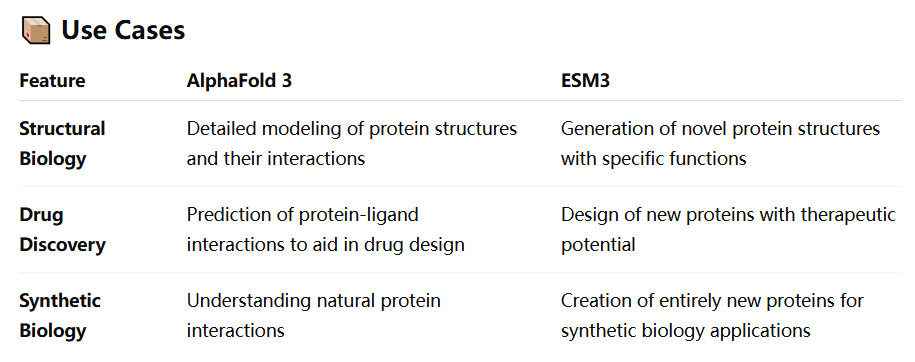 Use Cases
Feature AlphaFold 3 ESM3
Structural Detailed modeling of protein structures Generation of novel protein structures
Biology and their interactions with specific functions
Drug Prediction of protein-ligand Design of new proteins with therapeutic
Discovery interactions to aid in drug design potential
Synthetic Understanding natural protein Creation of entirely new proteins for
Biology interactions synthetic biology applications